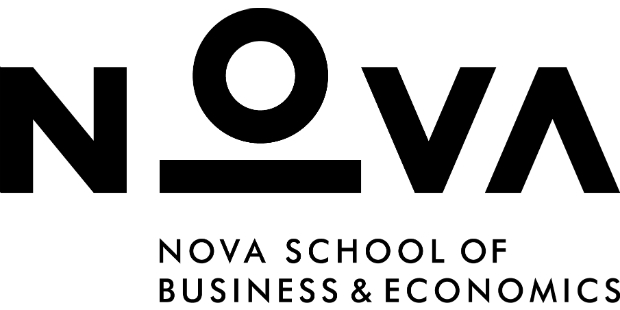 NOVA
NOVA SCHOOL OF
BUSINESS & ECONOMICS